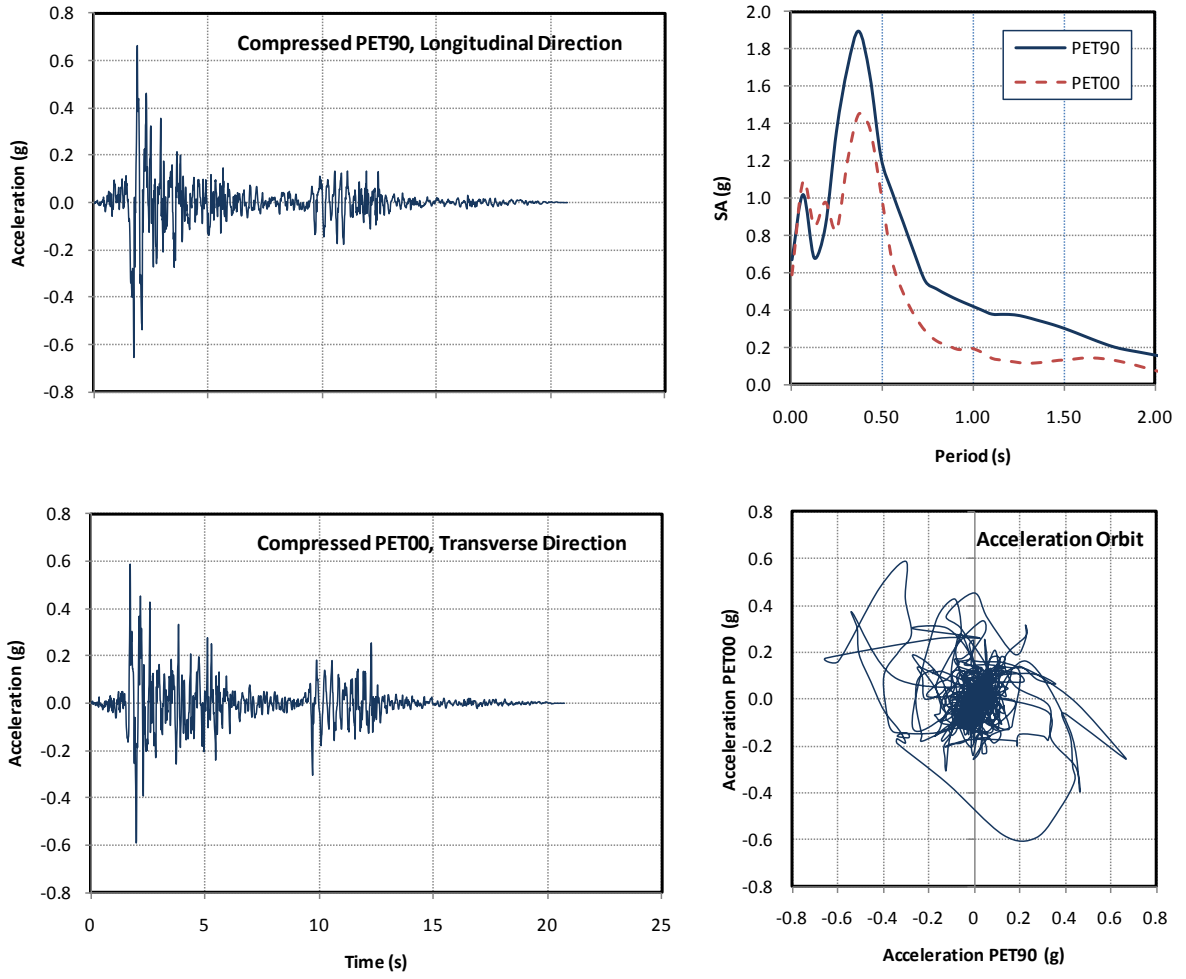 Compressed PET90, Longitudinal Direction
Acceleration (g)
0.8
0.6
0.4
0.2
0.0
-0.2
-0.4
-0.6
-0.8
PET90
PET00
SA (g)
2.0
1.8
1.6
1.4
1.2
1.0
0.8
0.6
0.4
0.2
0.0
0.00 0.50 1.00 1.50 2.00
Period (s)
Compressed PET00, Transverse Direction
Acceleration (g)
0.8
0.6
0.4
0.2
0.0
-0.2
-0.4
-0.6
-0.8
0 5 10 15 20 25
Time (s)
Acceleration Orbit
Acceleration PET00 (g)
0.8
0.6
0.4
0.2
0.0
-0.2
-0.4
-0.6
-0.8
-0.8 -0.6 -0.4 -0.2 0 0.2 0.4 0.6 0.8
Acceleration PET90 (g)